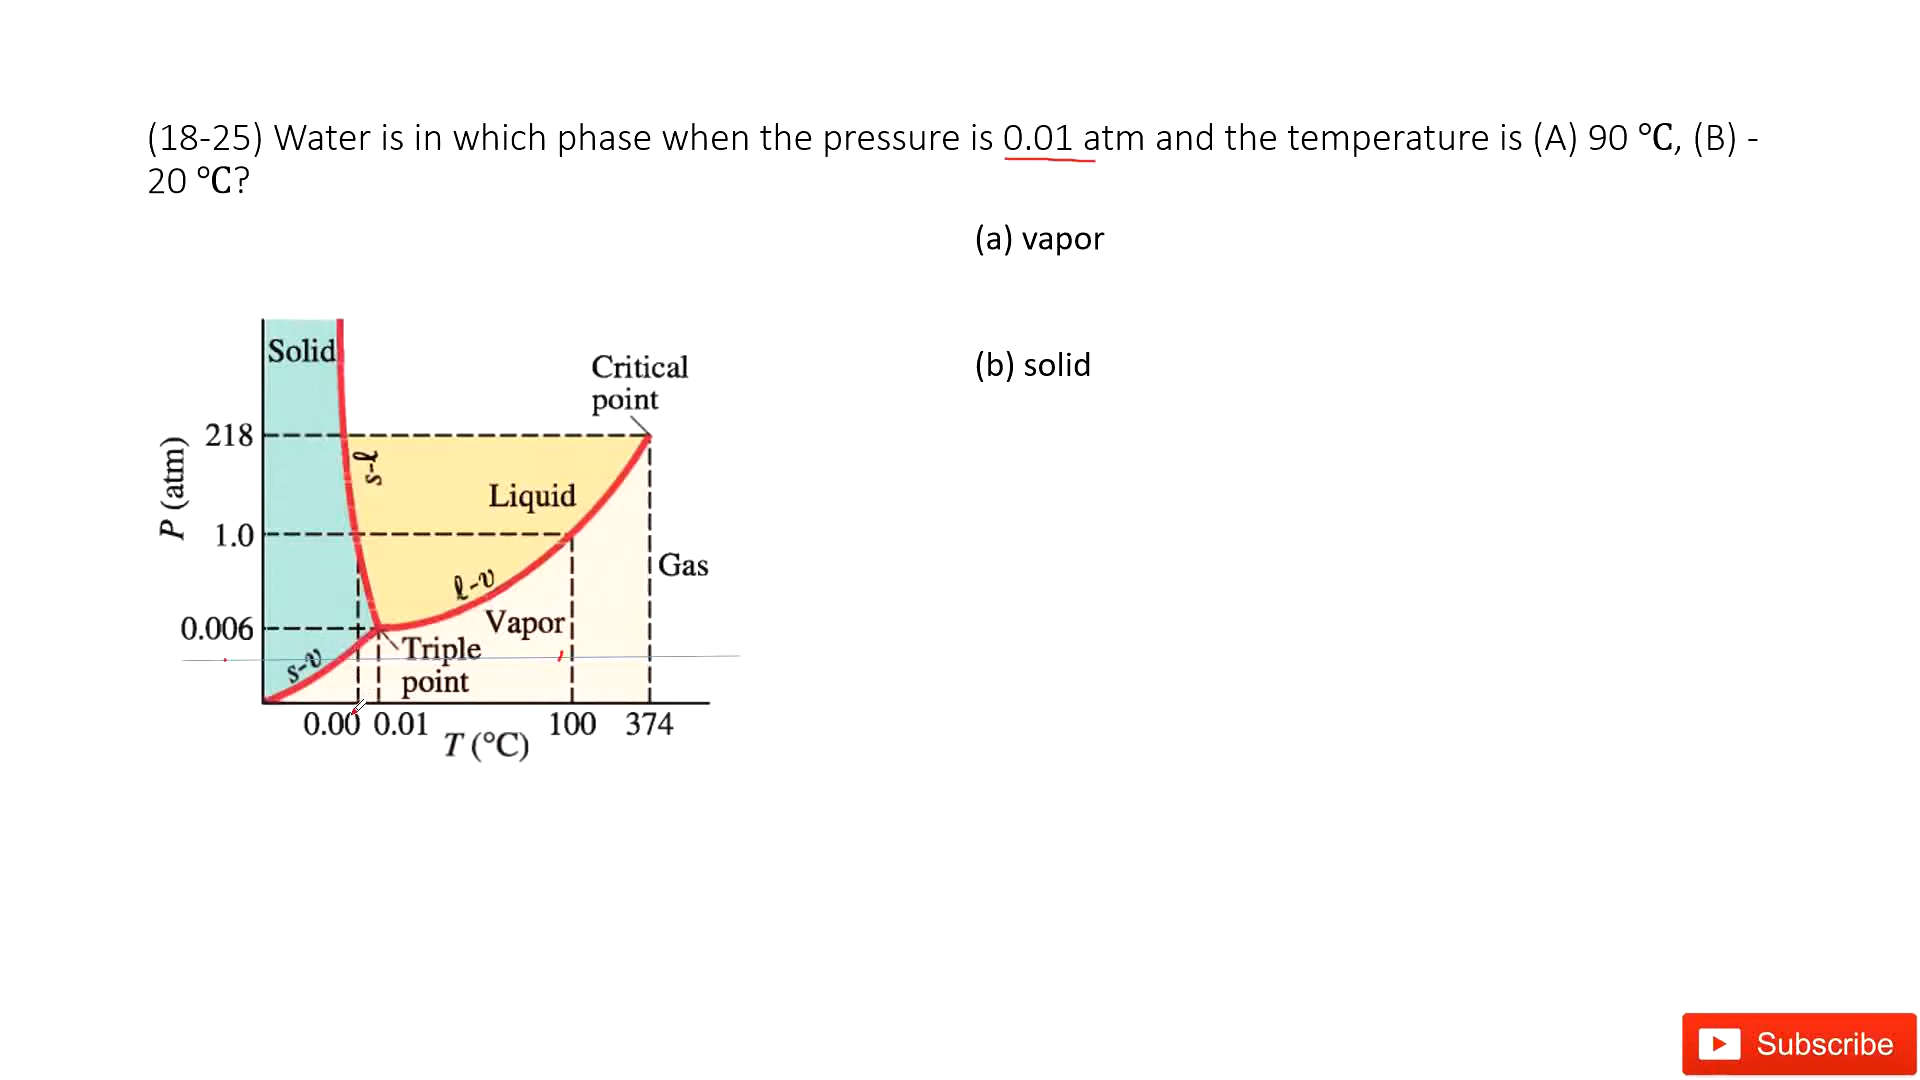 (18-25) Water is in which phase when the pressure is 0.01 atm and the temperature is (A) 90 °C, (B) -
20 °C?
(a) vapor
(b) solid
Solid
Critical
point
218
s-ℓ
P (atm)
Liquid
1.0
Gas
ℓ-v
0.006
Vapor
Triple
s-v
point
0.00 0.01 100 374
T (°C)
Subscribe